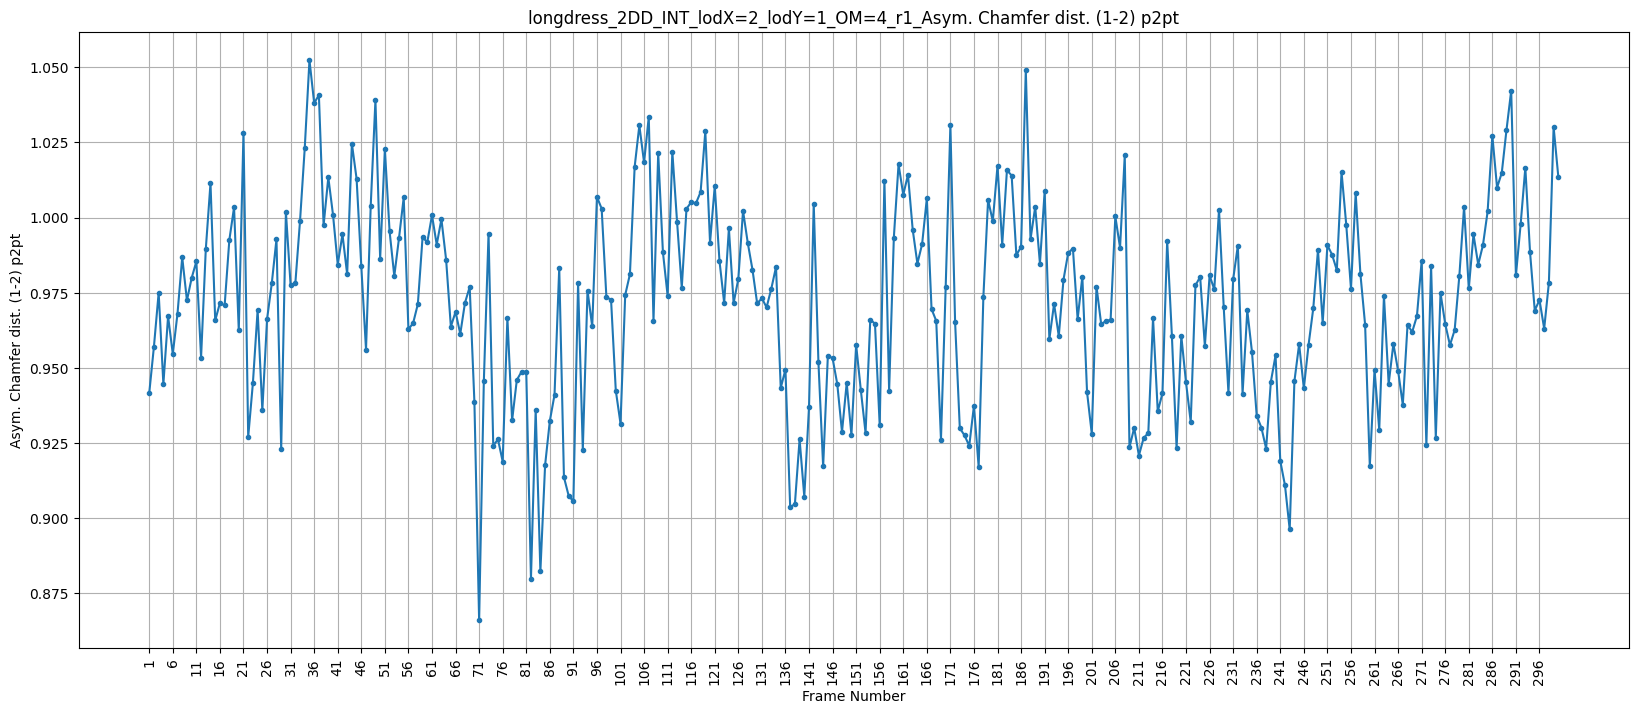 longdress_2DD_INT_lodX=2_lodY=1_OM=4_r1_Asym. Chamfer dist. (1-2) p2pt
Asym. Chamfer dist. (1-2) p2pt
1.050
1.025
1.000
0.975
0.950
0.925
0.900
0.875
1 6 11 16 21 26 31 36 41 46 51 56 61 66 71 76 81 86 91 96 101 106 111 116 121 126 131 136 141 146 151 156 161 166 171 176 181 186 191 196 201 206 211 216 221 226 231 236 241 246 251 256 261 266 271 276 281 286 291 296
Frame Number